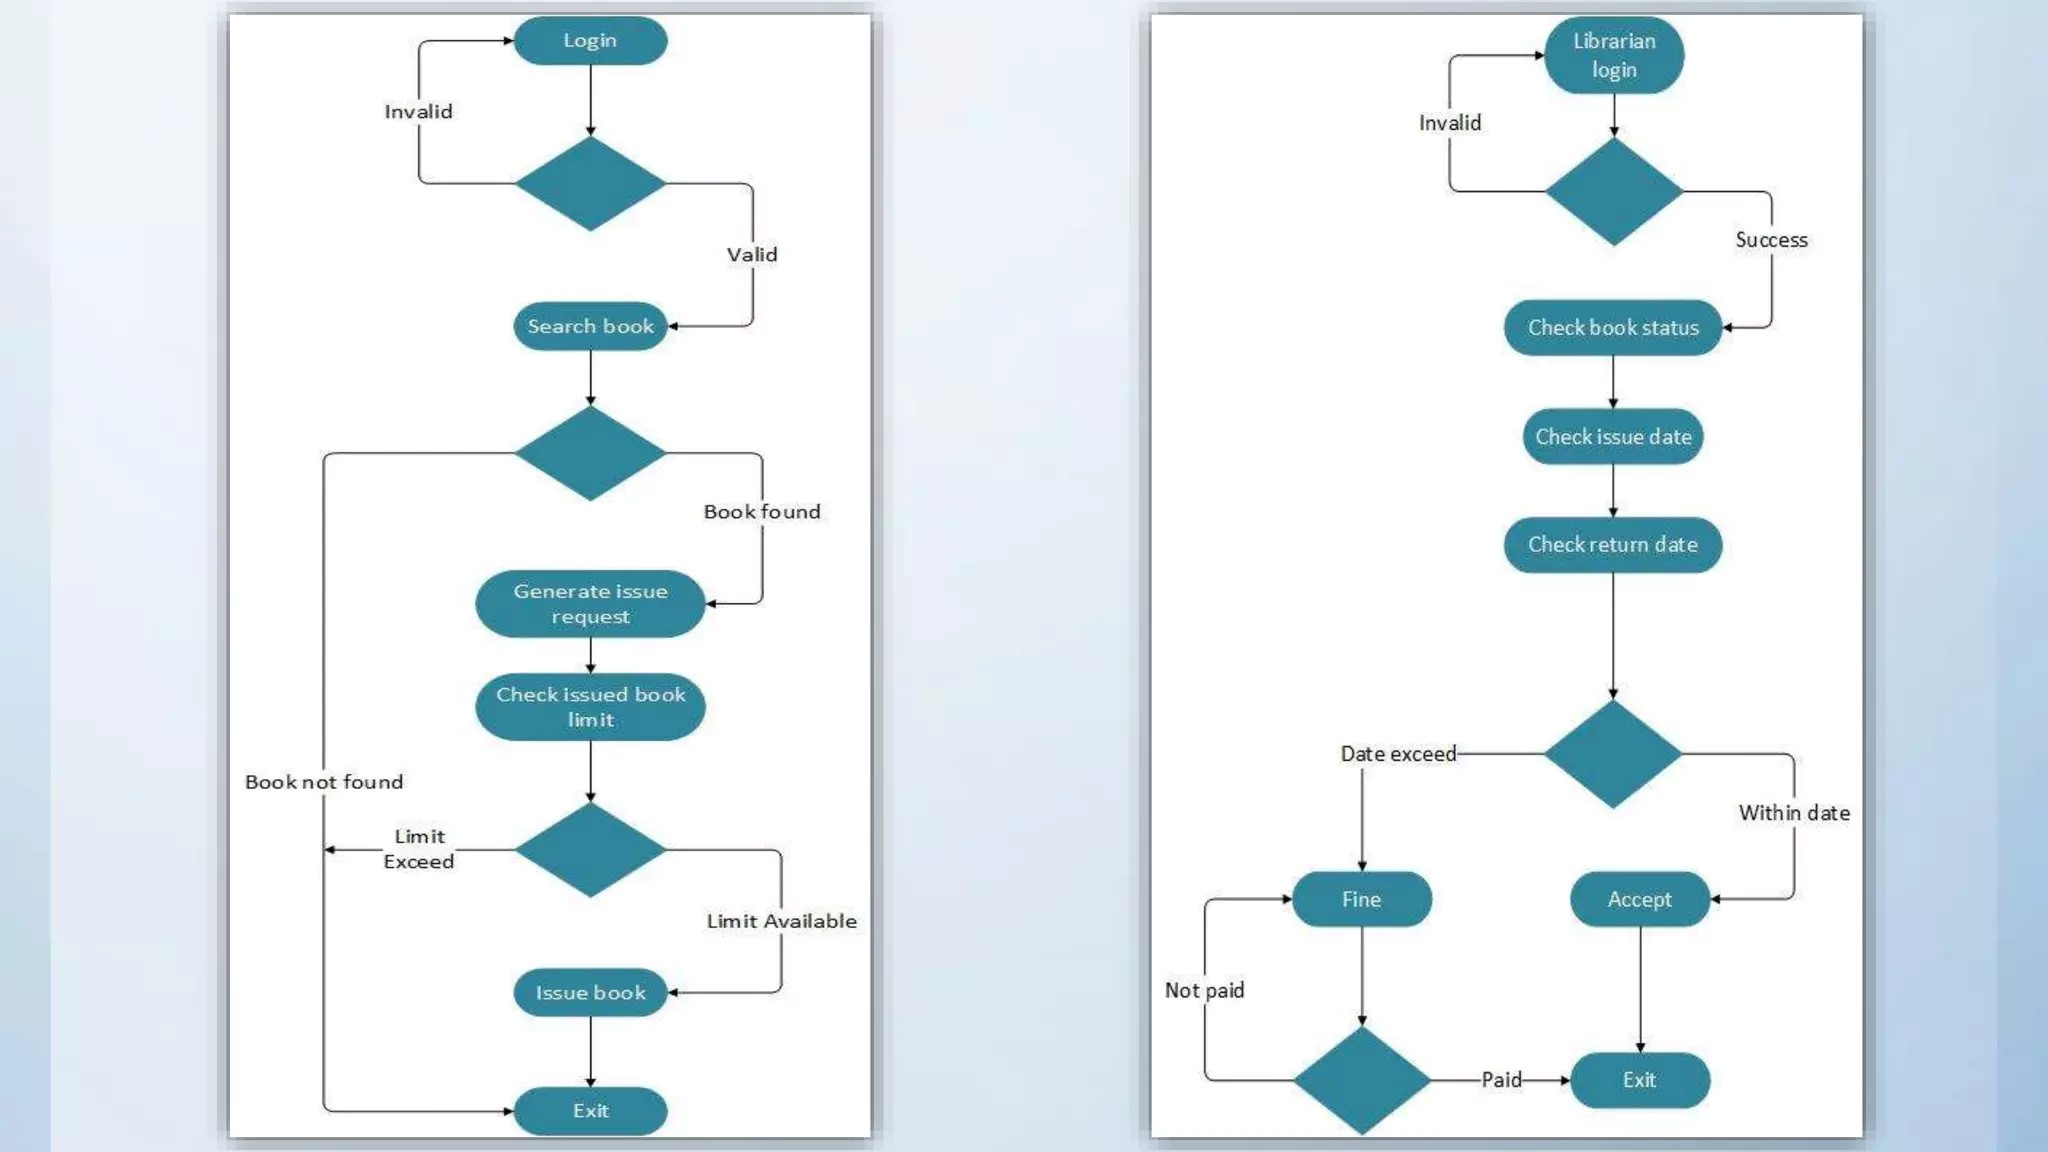 Login
Invalid
Valid
Search book
Book found
Generate issue
request
Check issued book
limit
Book not found
Limit
Exceed
Limit Available
Issue book
Exit
Librarian
login
Invalid
Success
Check book status
Check issue date
Check return date
Date exceed
Within date
Fine
Accept
Not paid
Paid
Exit